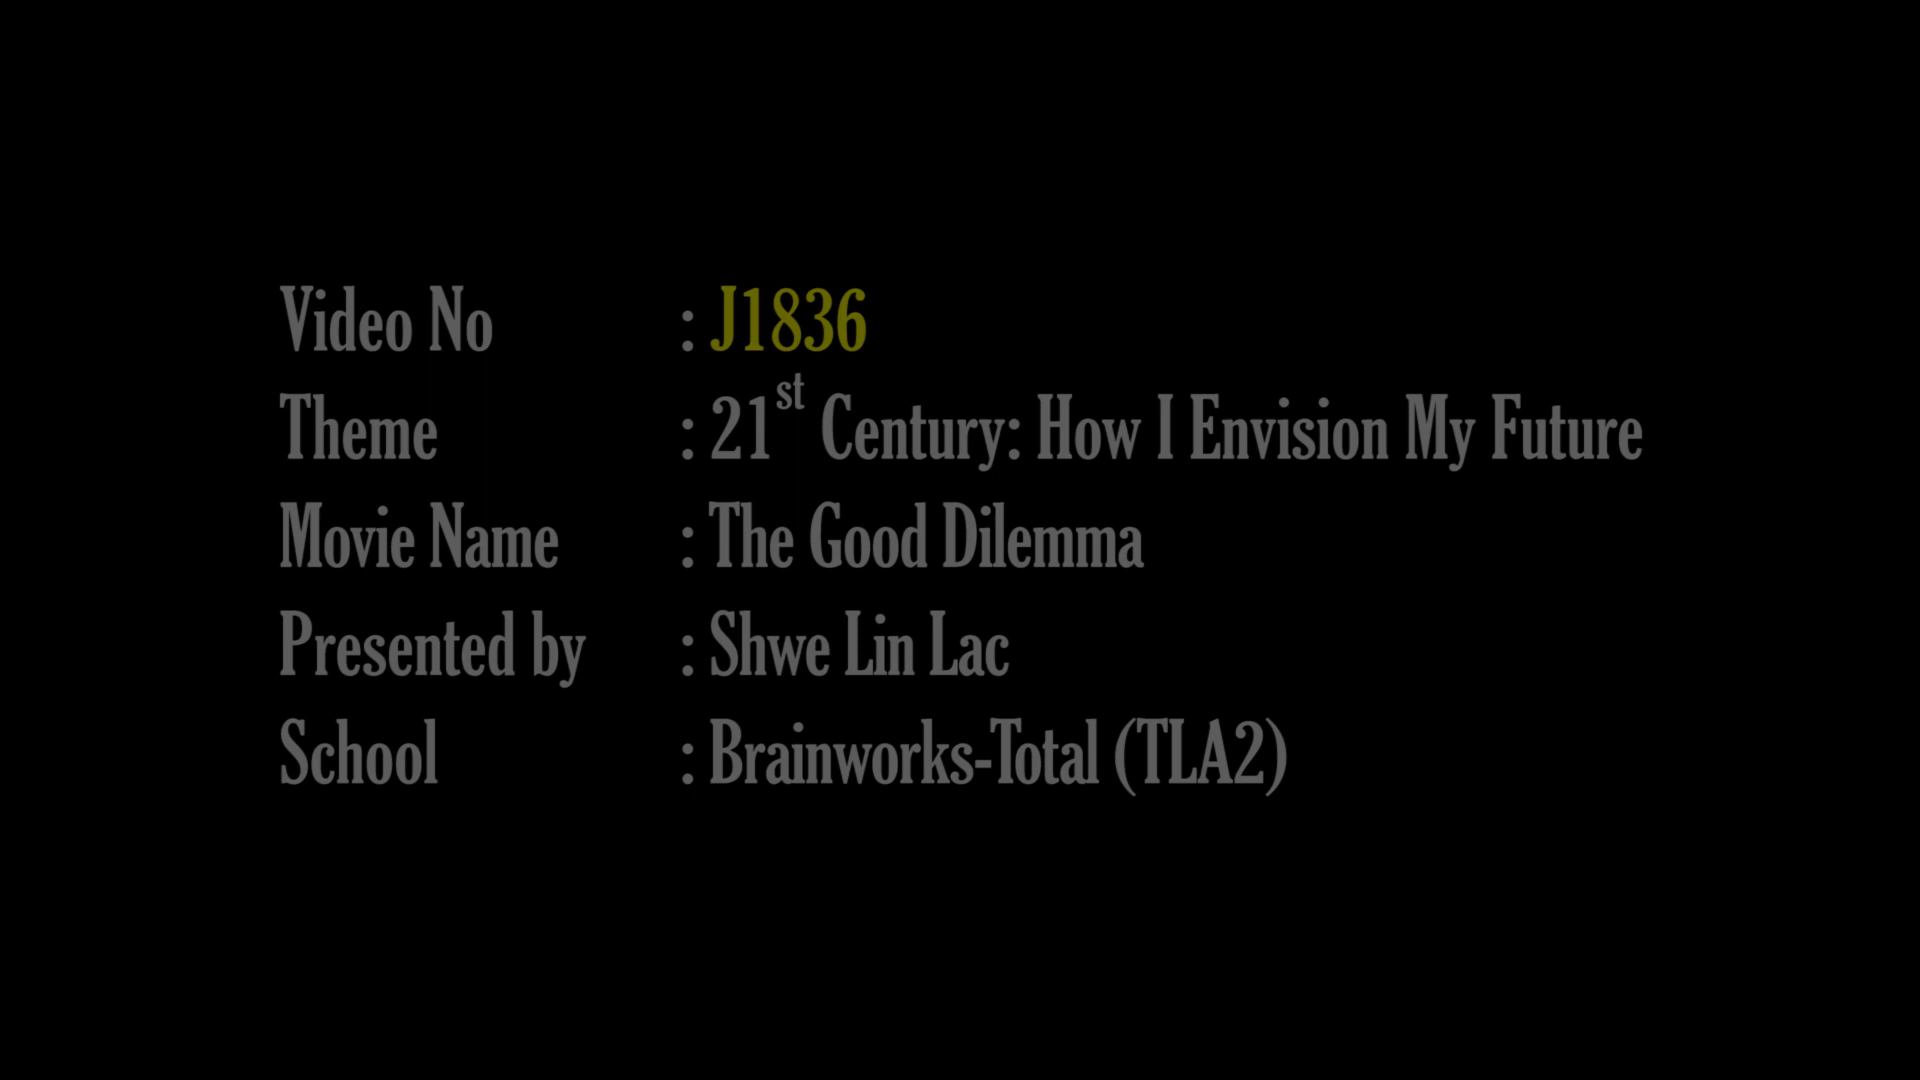 Video No : J1836
Theme : 21st Century: How I Envision My Future
Movie Name : The Good Dilemma
Presented by : Shwe Lin Lac
School : Brainworks-Total (TLA2)